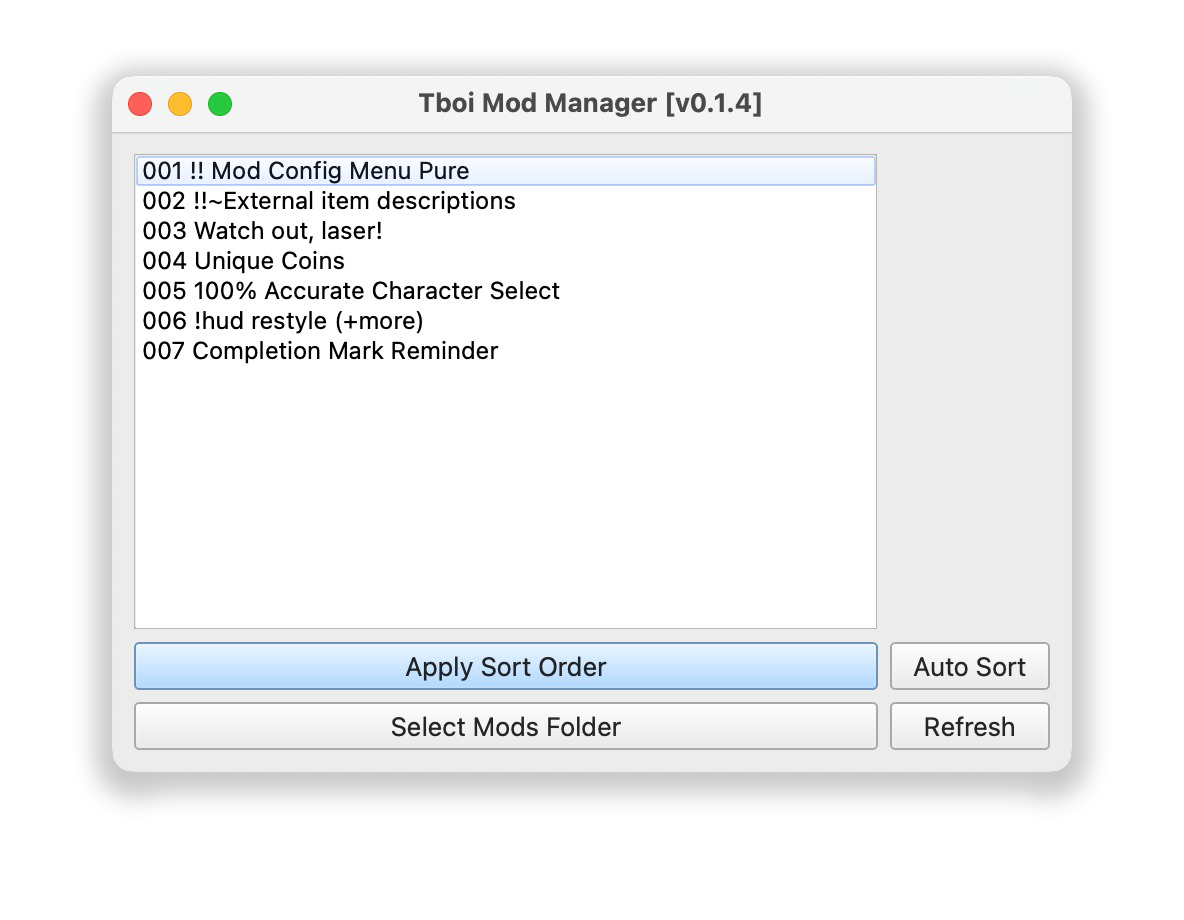 Tboi Mod Manager [v0.1.4]
001 !! Mod Config Menu Pure
002 !!~External item descriptions
003 Watch out, laser!
004 Unique Coins
005 100% Accurate Character Select
006 !hud restyle (+more)
007 Completion Mark Reminder
Apply Sort Order
Auto Sort
Select Mods Folder
Refresh